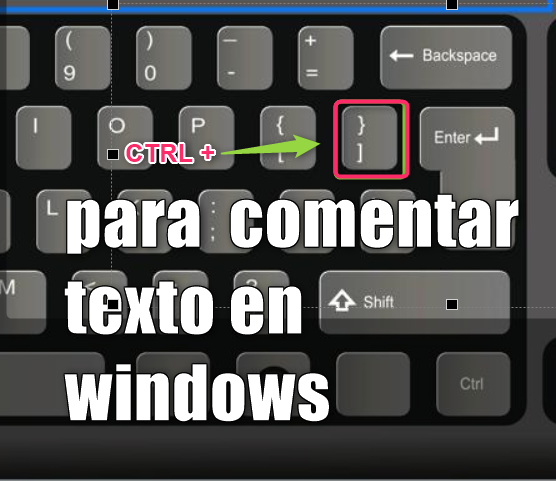 ( ) — +
9 0 - = Backspace
I O P { } Enter
CTRL +
[ ]
L : ;
para comentar
M < ?
texto en
Shift
windows
Ctrl